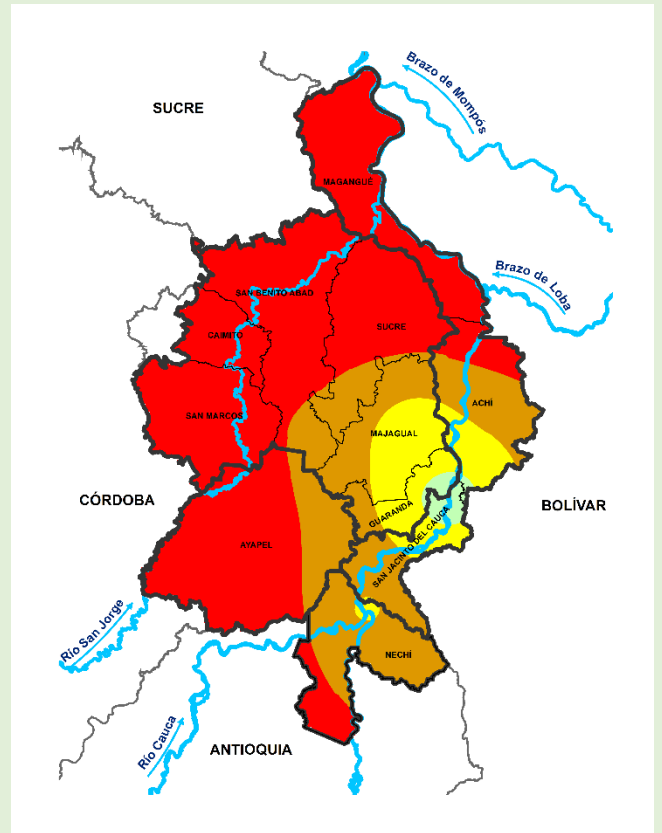 Brazo de Mompós
SUCRE
MAGANGUÉ
Brazo de Loba
SAN BENITO ABAD
SUCRE
CAIMITO
ACHÍ
SAN MARCOS
MAJAGUAL
CÓRDOBA
BOLÍVAR
GUARANDA
AYAPEL
SAN JACINTO DEL CAUCA
Río San Jorge
NECHÍ
Río Cauca
ANTIOQUIA